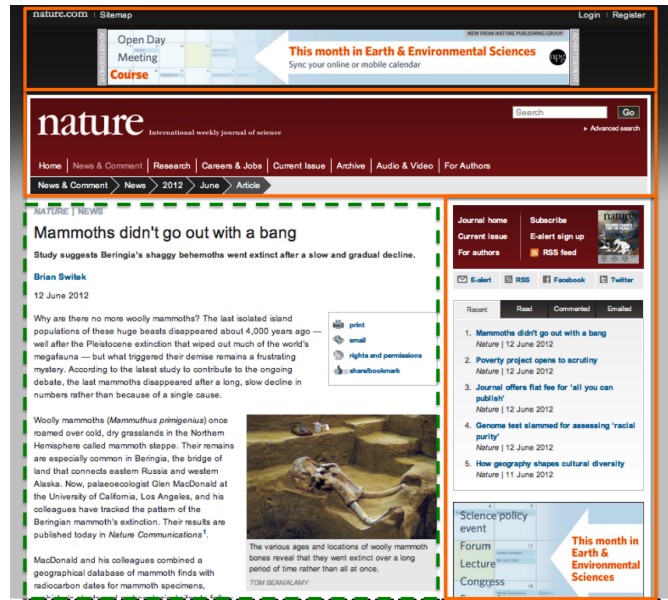 nature.com : Sitemap
Login : Register
ADVERTISEMENT
Open Day
Meeting
Course
NEW FROM NATURE PUBLISHING GROUP
This month in Earth & Environmental Sciences
Sync your online or mobile calendar
npg
ADVERTISEMENT
nature International weekly journal of science
Search
Go
Advanced search
Home | News & Comment | Research | Careers & Jobs | Current Issue | Archive | Audio & Video | For Authors
News & Comment
News
2012
June
Article
NATURE | NEWS
Mammoths didn't go out with a bang
Study suggests Beringia's shaggy behemoths went extinct after a slow and gradual decline.
Brian Switek
12 June 2012
Why are there no more woolly mammoths? The last isolated island
populations of these huge beasts disappeared about 4,000 years ago —
well after the Pleistocene extinction that wiped out much of the world's
megafauna — but what triggered their demise remains a frustrating
mystery. According to the latest study to contribute to the ongoing
debate, the last mammoths disappeared after a long, slow decline in
numbers rather than because of a single cause.
print
email
rights and permissions
share/bookmark
Woolly mammoths (Mammuthus primigenius) once
roamed over cold, dry grasslands in the Northern
Hemisphere called mammoth steppe. Their remains
are especially common in Beringia, the bridge of
land that connects eastern Russia and western
Alaska. Now, palaeoecologist Glen MacDonald at
the University of California, Los Angeles, and his
colleagues have tracked the pattern of the
Beringian mammoth's extinction. Their results are
published today in Nature Communications¹.
MacDonald and his colleagues combined a
geographical database of mammoth finds with
radiocarbon dates for mammoth specimens,
The various ages and locations of woolly mammoth
bones reveal that they went extinct over a long
period of time rather than all at once.
TOM BEAN/ALAMY
Journal home
Current issue
For authors
Subscribe
E-alert sign up
RSS feed
nature
E-alert
RSS
Facebook
Twitter
Recent
Read
Commented
Emailed
1. Mammoths didn't go out with a bang
Nature | 12 June 2012
2. Poverty project opens to scrutiny
Nature | 12 June 2012
3. Journal offers flat fee for 'all you can
publish'
Nature | 12 June 2012
4. Genome test slammed for assessing 'racial
purity'
Nature | 12 June 2012
5. How geography shapes cultural diversity
Nature | 11 June 2012
Science policy
event
Forum
Lecture
Congress
This month in
Earth &
Environmental
Sciences